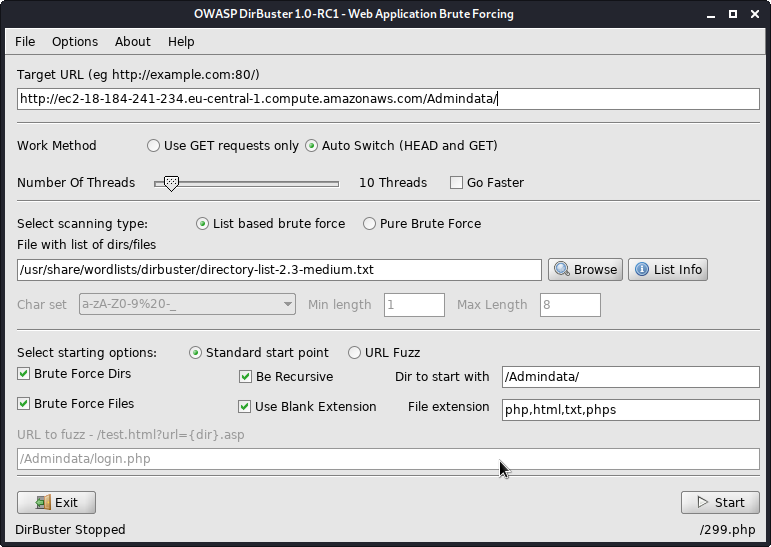 OWASP DirBuster 1.0-RC1 - Web Application Brute Forcing
File Options About Help
Target URL (eg http://example.com:80/)
http://ec2-18-184-241-234.eu-central-1.compute.amazonaws.com/Admindata/
Work Method Use GET requests only Auto Switch (HEAD and GET)
Number Of Threads 10 Threads Go Faster
Select scanning type: List based brute force Pure Brute Force
File with list of dirs/files
/usr/share/wordlists/dirbuster/directory-list-2.3-medium.txt Browse List Info
Char set a-zA-Z0-9%20-_ Min length 1 Max Length 8
Select starting options: Standard start point URL Fuzz
Brute Force Dirs Be Recursive Dir to start with /Admindata/
Brute Force Files Use Blank Extension File extension php,html,txt,phps
URL to fuzz - /test.html?url={dir}.asp
/Admindata/login.php
Exit Start
DirBuster Stopped /299.php